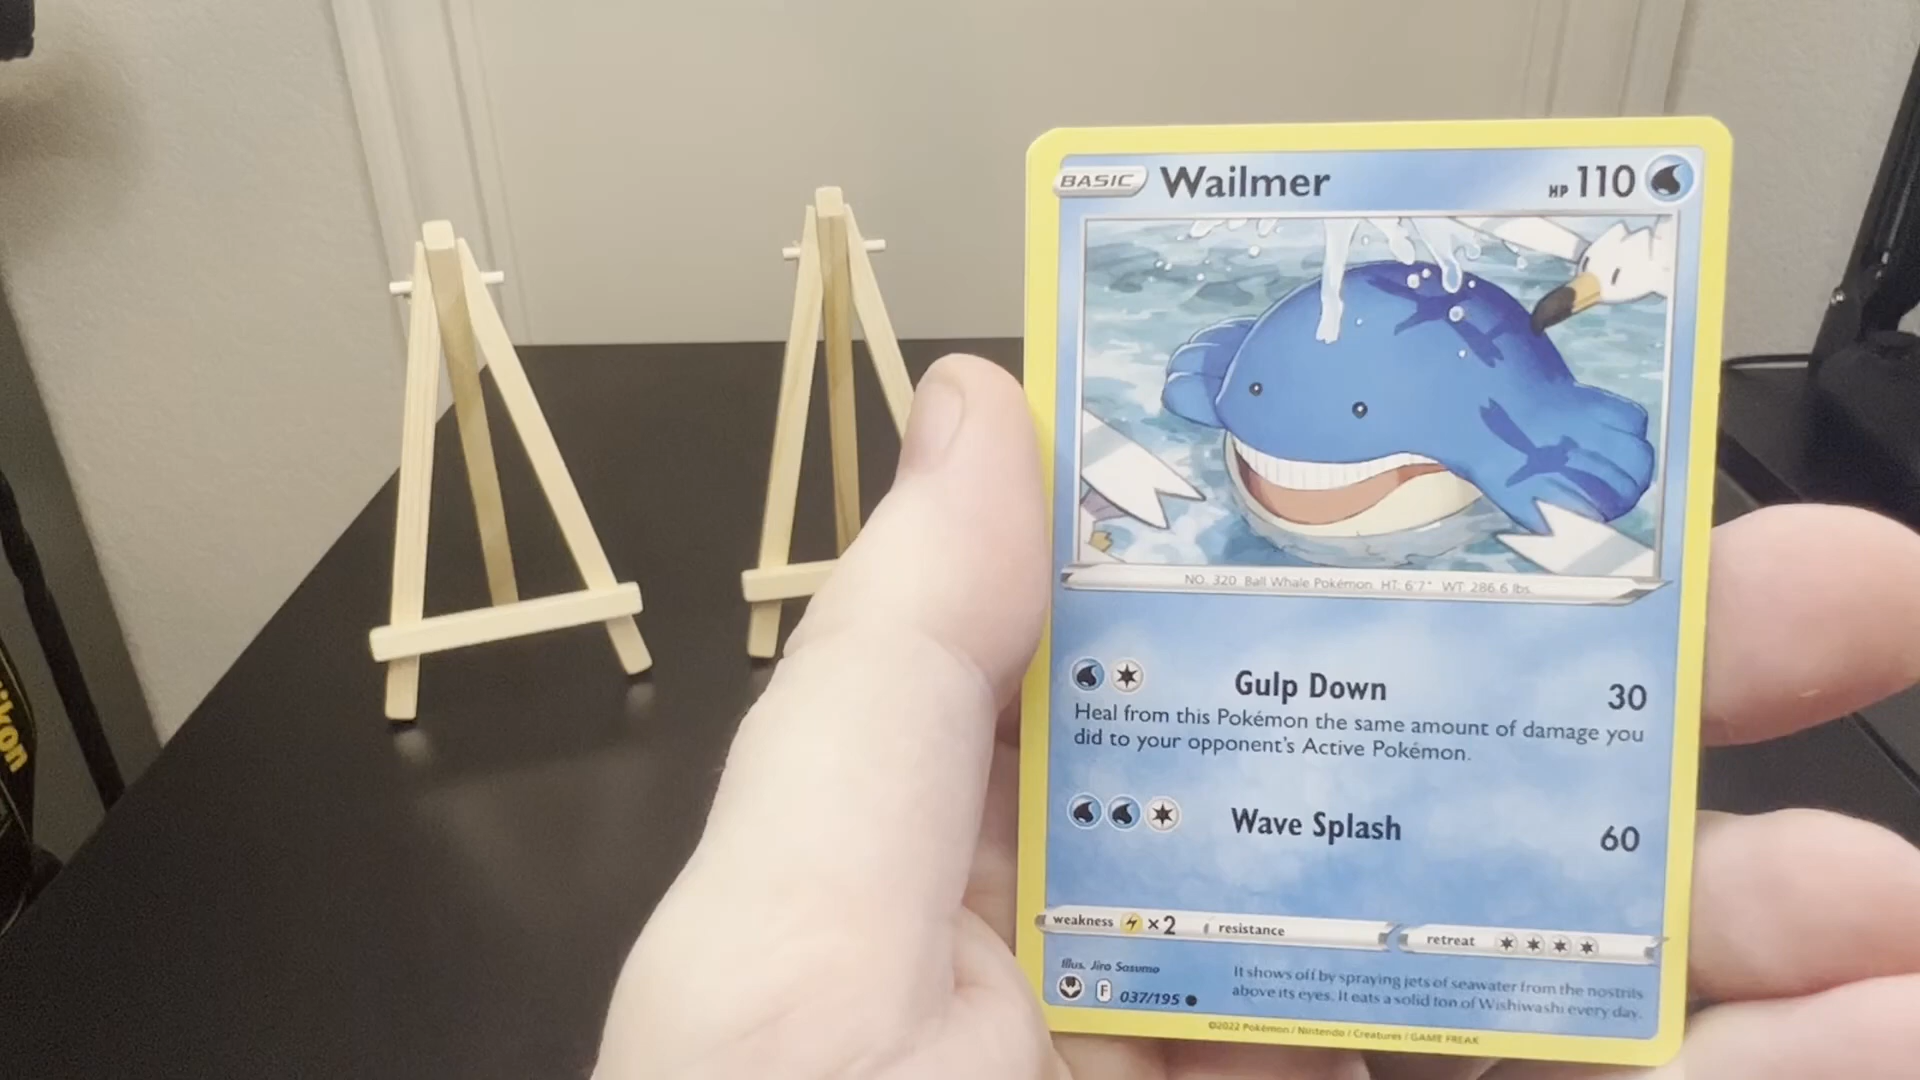 BASIC Wailmer HP 110
NO. 320 Ball Whale Pokémon HT: 6'7" WT: 286.6 lbs.
Gulp Down 30
Heal from this Pokémon the same amount of damage you
did to your opponent's Active Pokémon.
Wave Splash 60
weakness ×2 resistance retreat
Illus. Jiro Sasumo
F 037/195
It shows off by spraying jets of seawater from the nostrils
above its eyes. It eats a solid ton of Wishiwashi every day.
©2022 Pokémon / Nintendo / Creatures / GAME FREAK
ikon